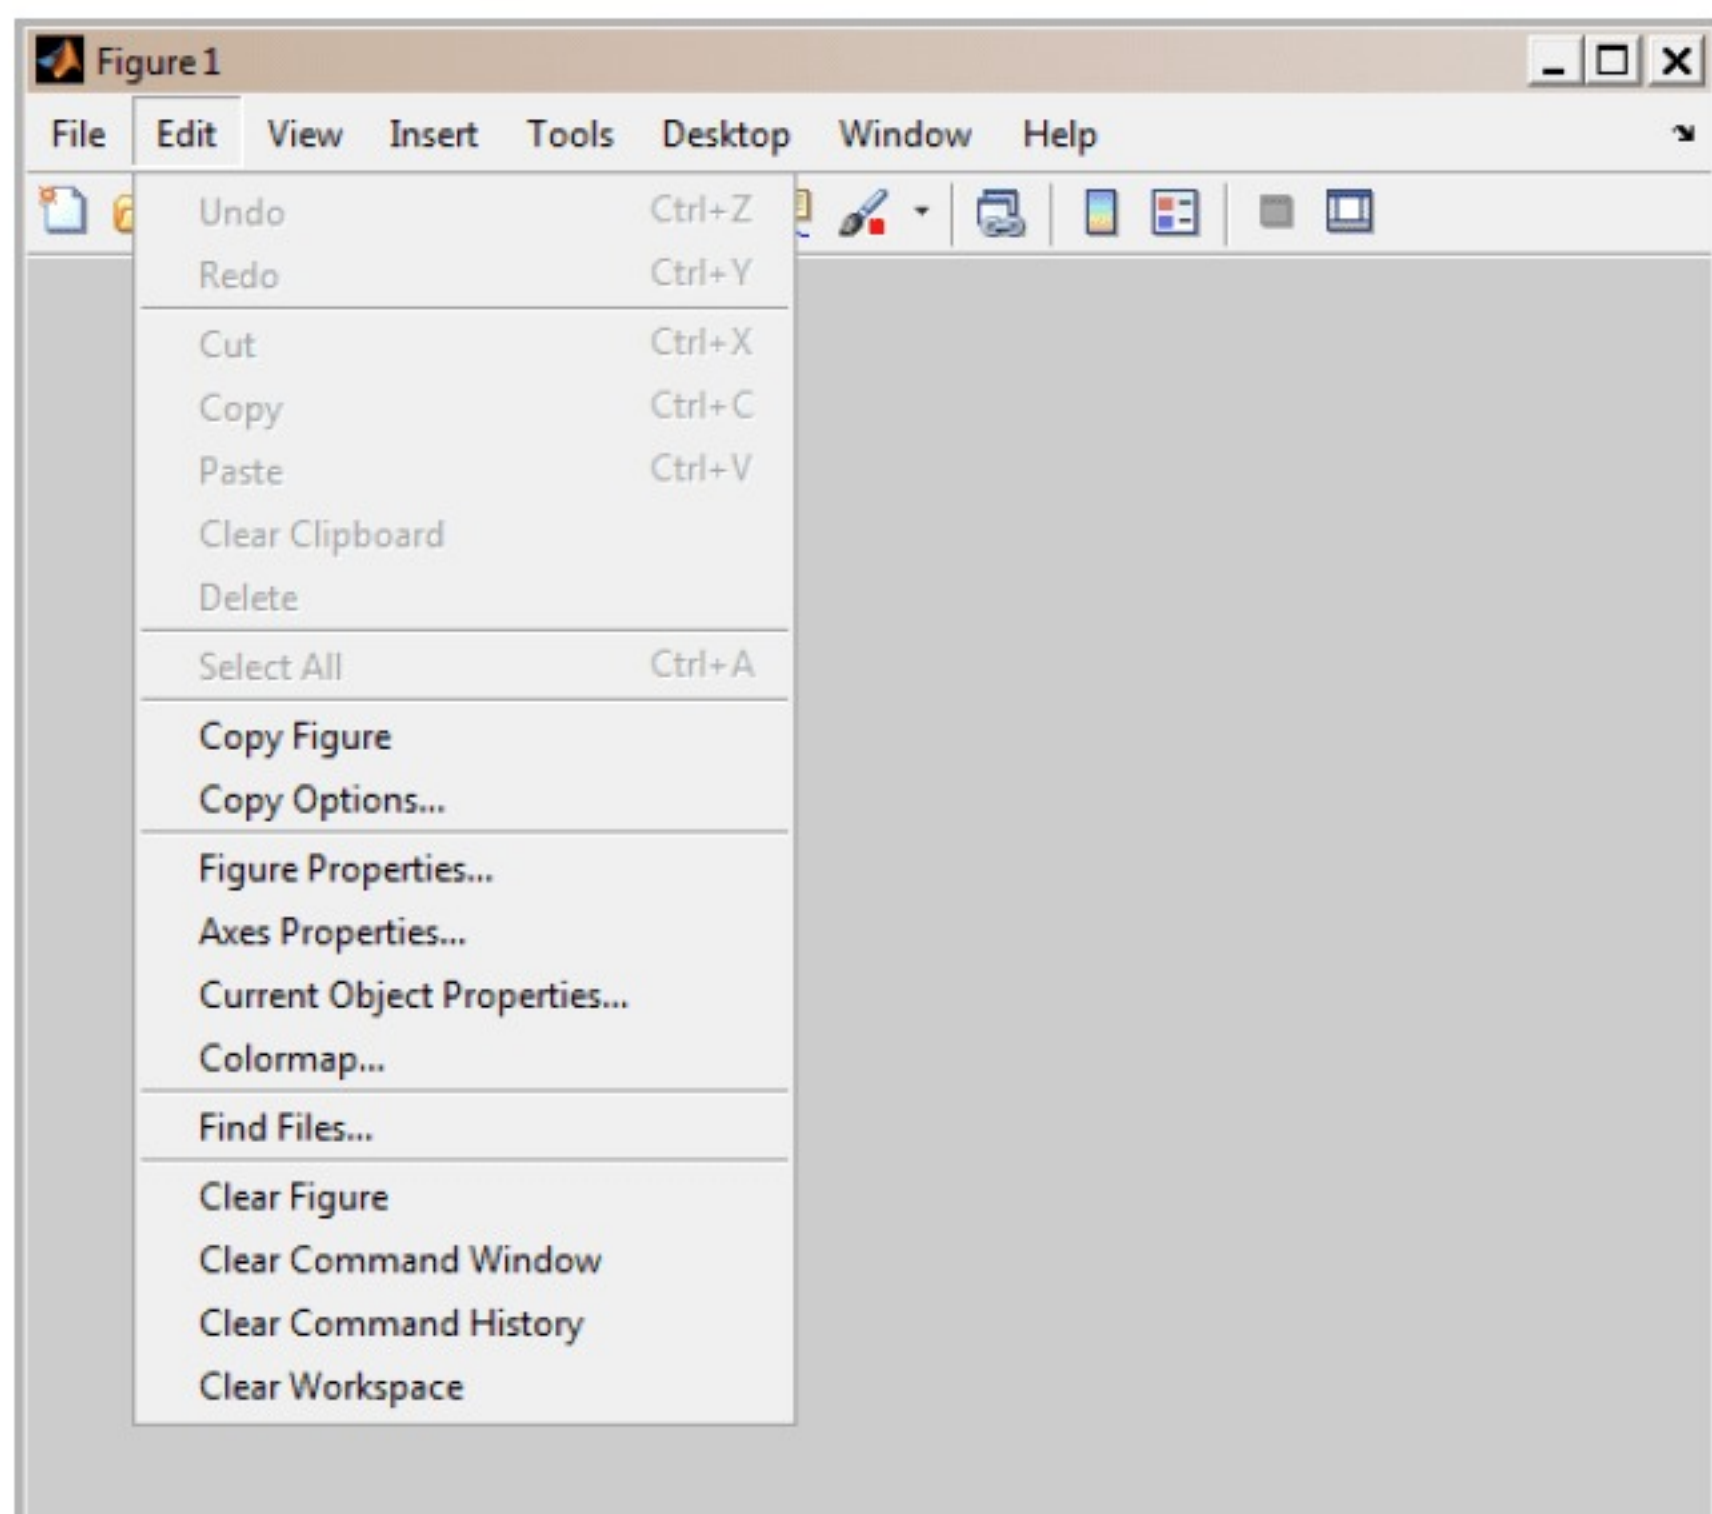 Figure 1
File Edit View Insert Tools Desktop Window Help
Undo Ctrl+Z
Redo Ctrl+Y
Cut Ctrl+X
Copy Ctrl+C
Paste Ctrl+V
Clear Clipboard
Delete
Select All Ctrl+A
Copy Figure
Copy Options...
Figure Properties...
Axes Properties...
Current Object Properties...
Colormap...
Find Files...
Clear Figure
Clear Command Window
Clear Command History
Clear Workspace